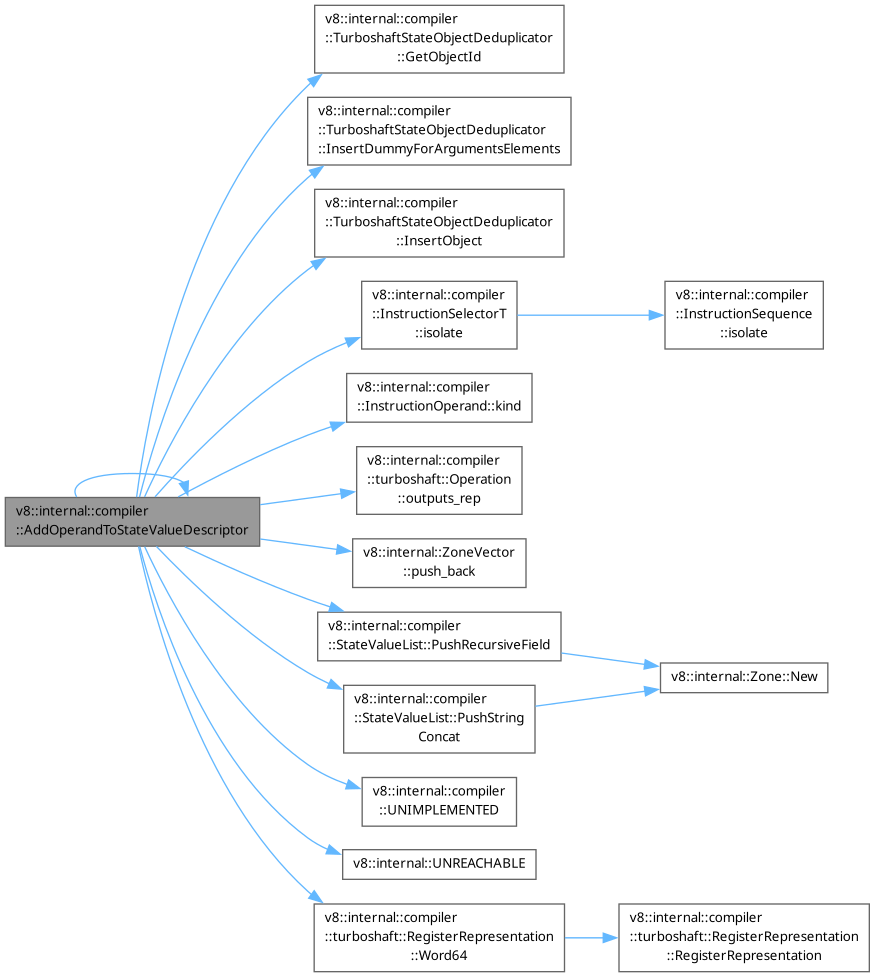 v8::internal::compiler
::TurboshaftStateObjectDeduplicator
::GetObjectId
v8::internal::compiler
::TurboshaftStateObjectDeduplicator
::InsertDummyForArgumentsElements
v8::internal::compiler
::TurboshaftStateObjectDeduplicator
::InsertObject
v8::internal::compiler
::InstructionSelectorT
::isolate
v8::internal::compiler
::InstructionSequence
::isolate
v8::internal::compiler
::InstructionOperand::kind
v8::internal::compiler
::turboshaft::Operation
::outputs_rep
v8::internal::compiler
::AddOperandToStateValueDescriptor
v8::internal::ZoneVector
::push_back
v8::internal::compiler
::StateValueList::PushRecursiveField
v8::internal::Zone::New
v8::internal::compiler
::StateValueList::PushString
Concat
v8::internal::compiler
::UNIMPLEMENTED
v8::internal::UNREACHABLE
v8::internal::compiler
::turboshaft::RegisterRepresentation
::Word64
v8::internal::compiler
::turboshaft::RegisterRepresentation
::RegisterRepresentation